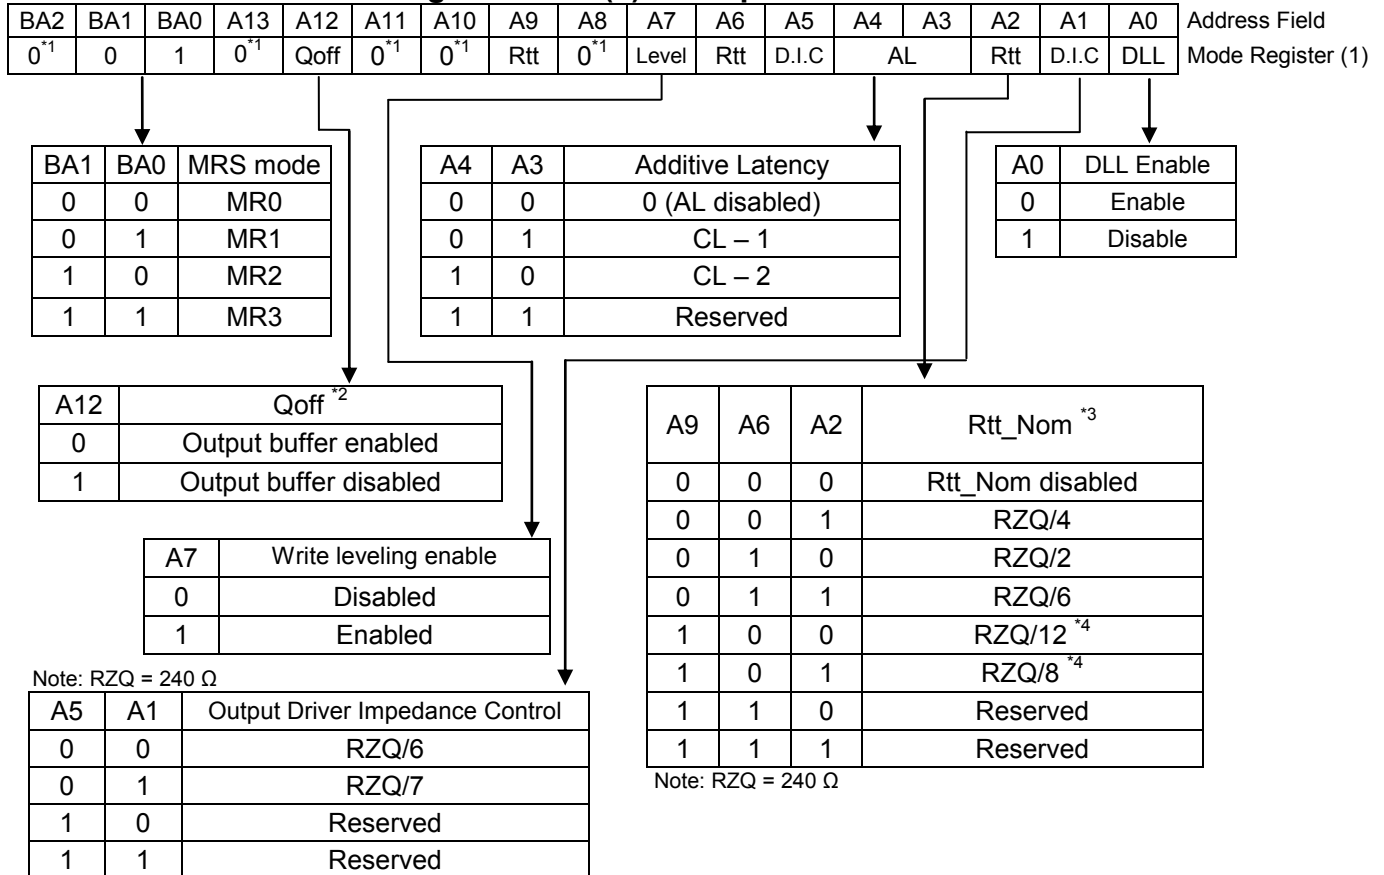 BA2 BA1 BA0 A13 A12 A11 A10 A9 A8 A7 A6 A5 A4 A3 A2 A1 A0 Address Field
0*1 0 1 0*1 Qoff 0*1 0*1 Rtt 0*1 Level Rtt D.I.C AL Rtt D.I.C DLL Mode Register (1)
BA1 BA0 MRS mode
0 0 MR0
0 1 MR1
1 0 MR2
1 1 MR3
A4 A3 Additive Latency
0 0 0 (AL disabled)
0 1 CL – 1
1 0 CL – 2
1 1 Reserved
A0 DLL Enable
0 Enable
1 Disable
A12 Qoff *2
0 Output buffer enabled
1 Output buffer disabled
A9 A6 A2 Rtt_Nom *3
0 0 0 Rtt_Nom disabled
0 0 1 RZQ/4
0 1 0 RZQ/2
0 1 1 RZQ/6
1 0 0 RZQ/12 *4
1 0 1 RZQ/8 *4
1 1 0 Reserved
1 1 1 Reserved
Note: RZQ = 240 Ω
A7 Write leveling enable
0 Disabled
1 Enabled
Note: RZQ = 240 Ω
A5 A1 Output Driver Impedance Control
0 0 RZQ/6
0 1 RZQ/7
1 0 Reserved
1 1 Reserved